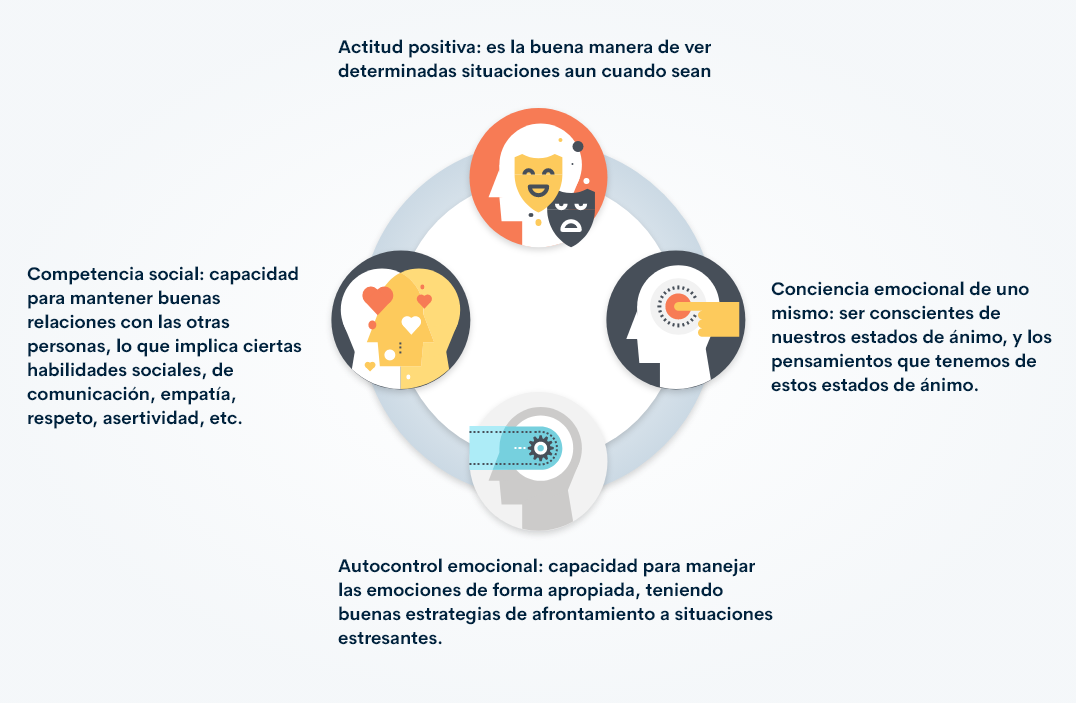 Actitud positiva: es la buena manera de ver
determinadas situaciones aun cuando sean
Competencia social: capacidad
para mantener buenas
relaciones con las otras
personas, lo que implica ciertas
habilidades sociales, de
comunicación, empatía,
respeto, asertividad, etc.
Conciencia emocional de uno
mismo: ser conscientes de
nuestros estados de ánimo, y los
pensamientos que tenemos de
estos estados de ánimo.
Autocontrol emocional: capacidad para manejar
las emociones de forma apropiada, teniendo
buenas estrategias de afrontamiento a situaciones
estresantes.